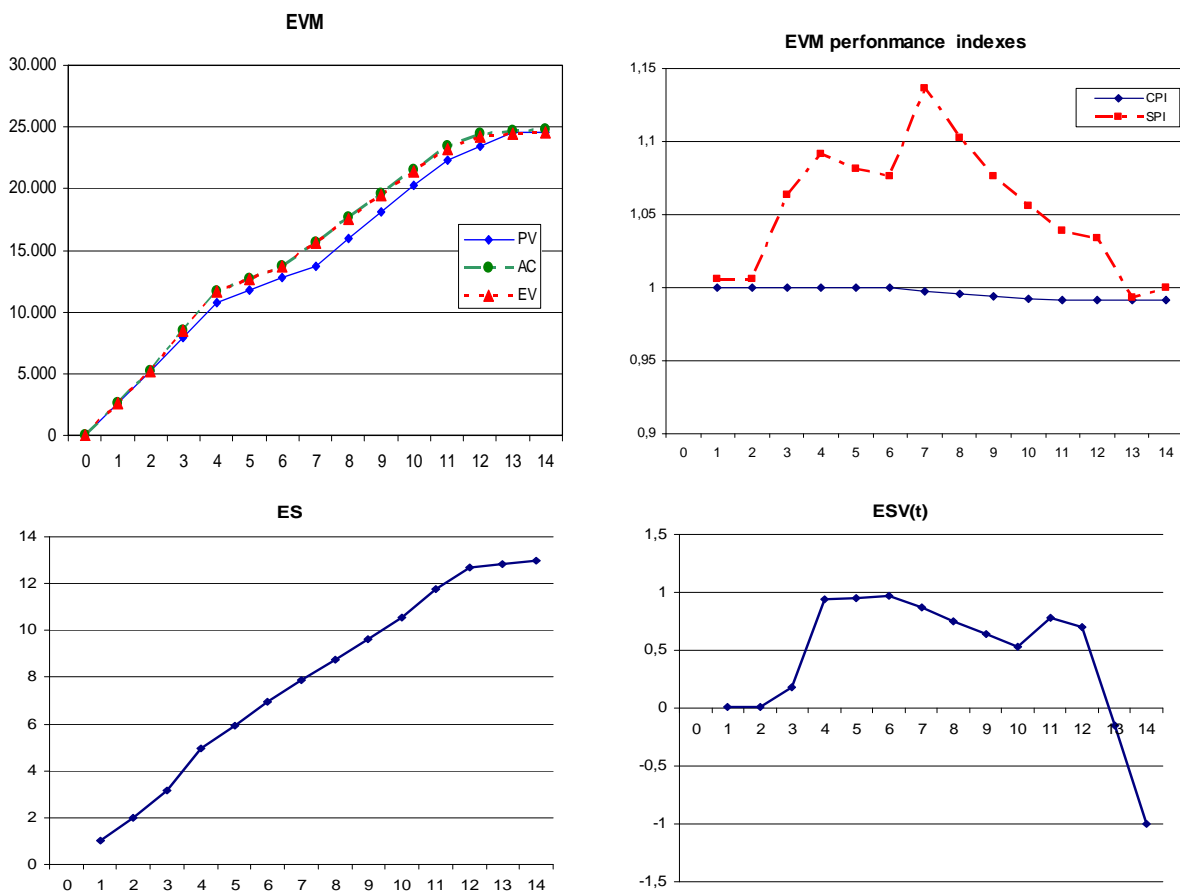 EVM
30.000
25.000
20.000
15.000
10.000
5.000
0
0 1 2 3 4 5 6 7 8 9 10 11 12 13 14
PV
AC
EV
EVM perfonmance indexes
1,15
1,1
1,05
1
0,95
0,9
0 1 2 3 4 5 6 7 8 9 10 11 12 13 14
CPI
SPI
ES
14
12
10
8
6
4
2
0
0 1 2 3 4 5 6 7 8 9 10 11 12 13 14
ESV(t)
1,5
1
0,5
0
-0,5
-1
-1,5
0 1 2 3 4 5 6 7 8 9 10 11 12 13 14